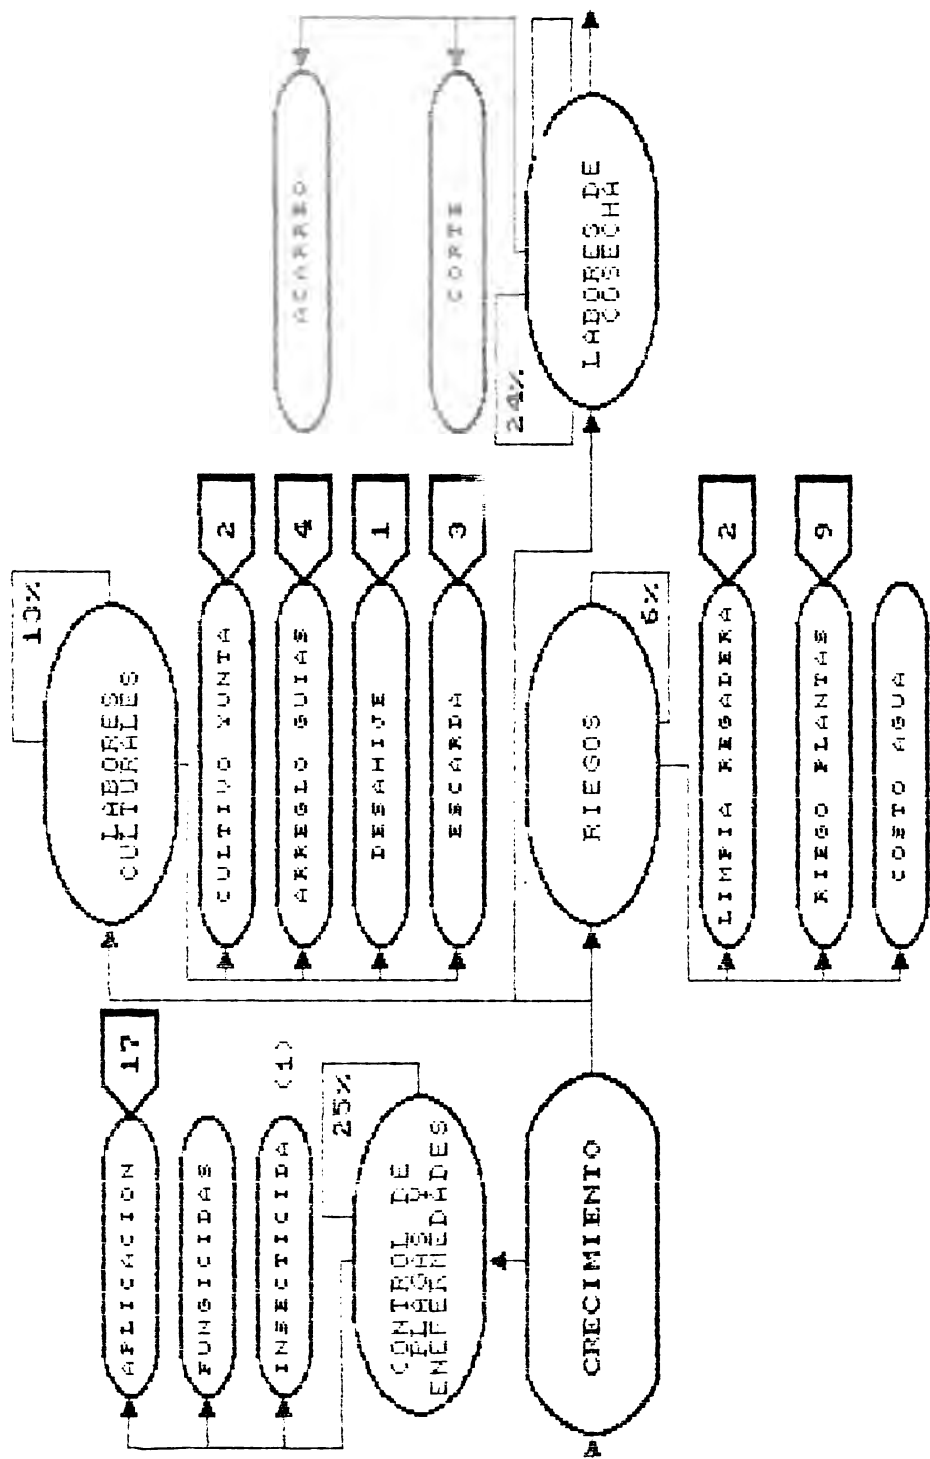 APLICACION
17
FUNGICIDAS
INSECTICIDA (1)
25%
CONTROL DE
PLAGAS Y
ENEFERMEDADES
CRECIMIENTO
A
13%
LABORES
CULTURALES
CULTIVO YUNTA
2
ARREGLO GUIAS
4
DESAHIJE
1
ESCARDA
3
RIEGOS
6%
LIMPIA REGADERA
2
RIEGO PLANTAS
9
COSTO AGUA
ACARREO
CORTE
24%
LABORES DE
COSECHA